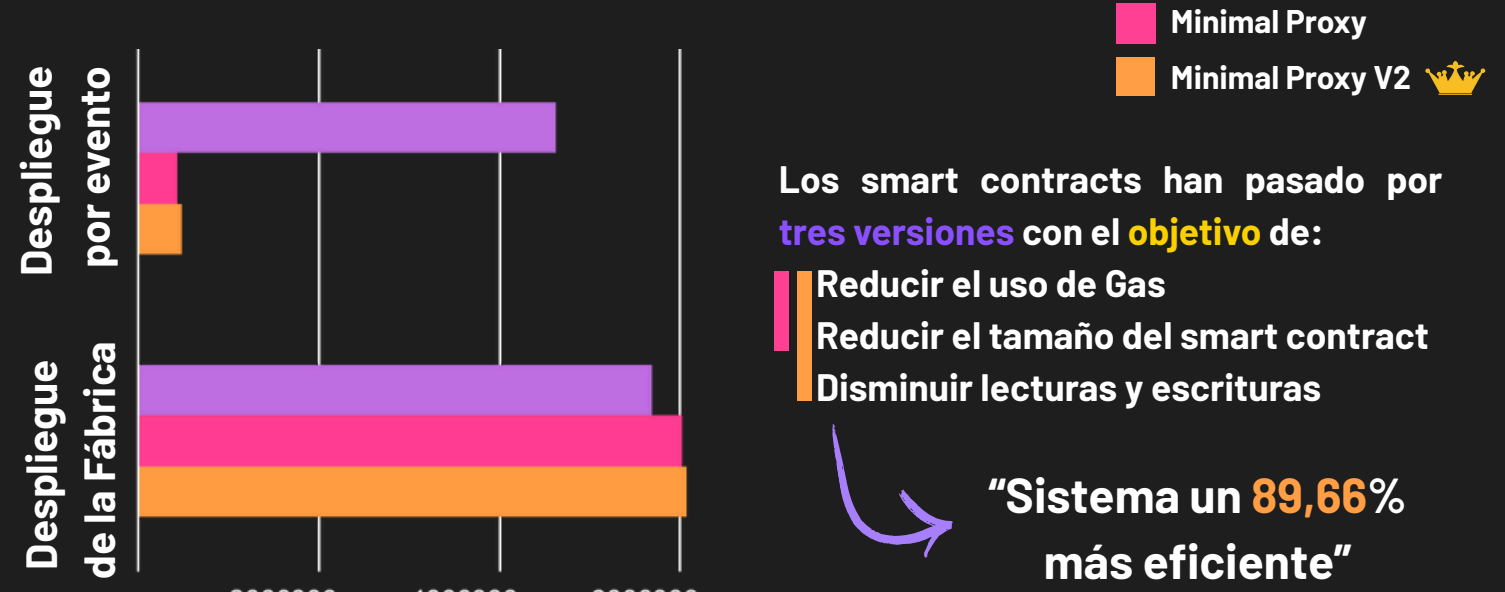 Minimal Proxy
Minimal Proxy V2
Despliegue
por evento
Despliegue
de la Fábrica
Los smart contracts han pasado por
tres versiones con el objetivo de:
Reducir el uso de Gas
Reducir el tamaño del smart contract
Disminuir lecturas y escrituras
“Sistema un 89,66%
más eficiente”